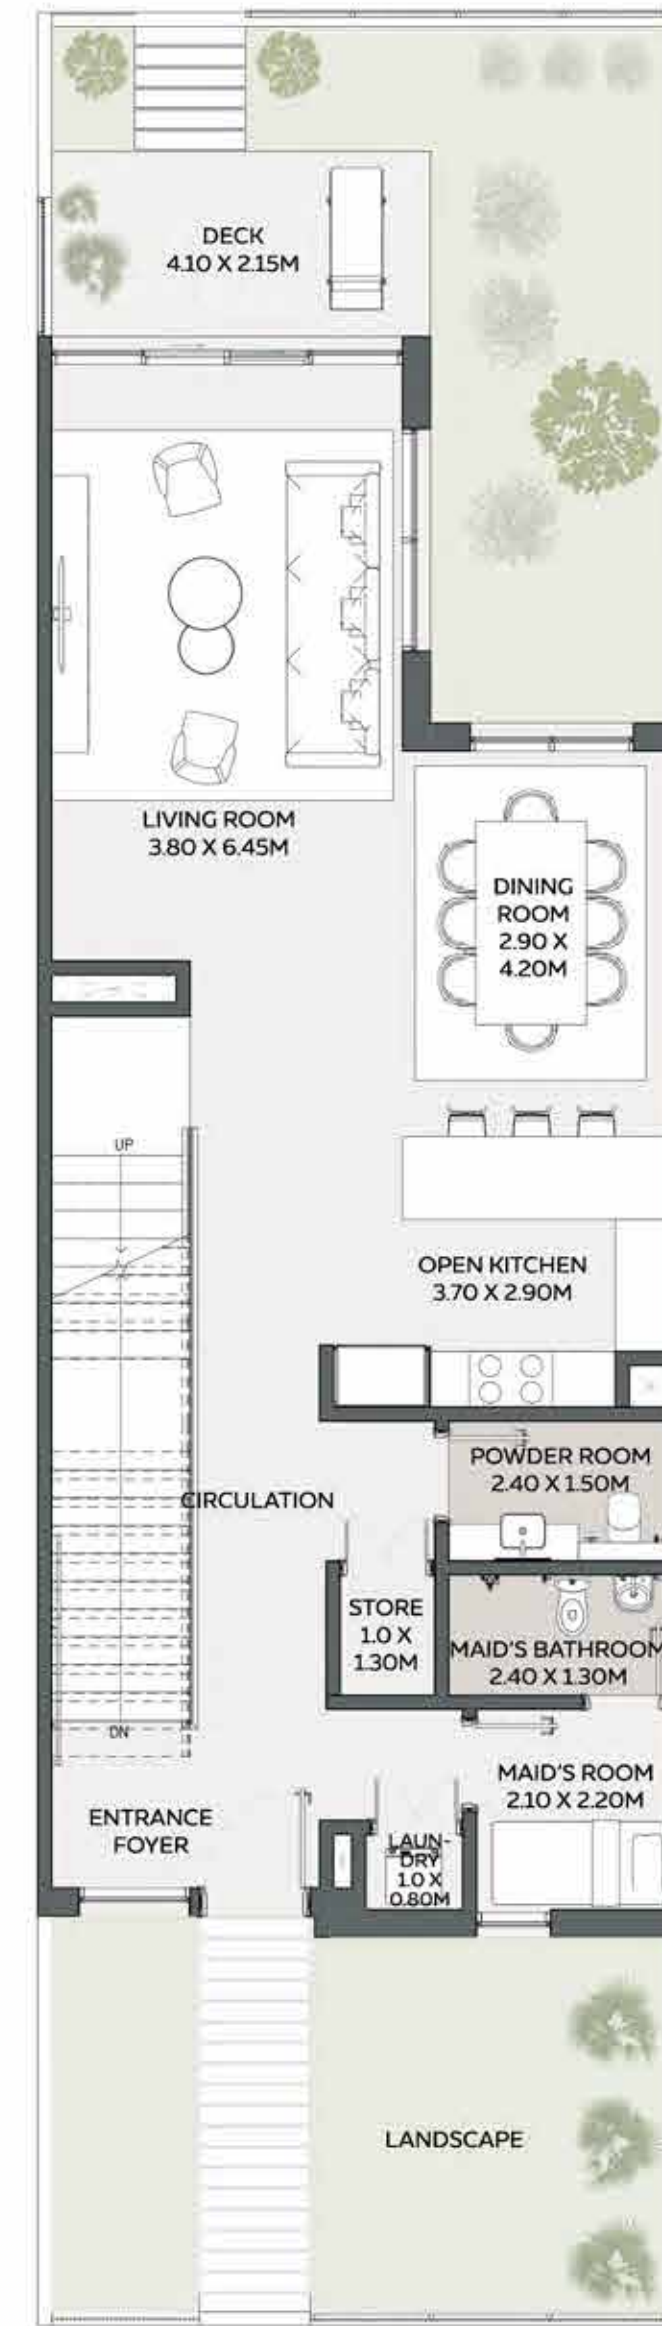 DECK
4.10 X 2.15M
LIVING ROOM
3.80 X 6.45M
DINING
ROOM
2.90 X
4.20M
UP
OPEN KITCHEN
3.70 X 2.90M
POWDER ROOM
2.40 X 1.50M
CIRCULATION
STORE
1.0 X
1.30M
MAID'S BATHROOM
2.40 X 1.30M
DN
MAID'S ROOM
2.10 X 2.20M
ENTRANCE
FOYER
LAUN-
DRY
1.0 X
0.80M
LANDSCAPE